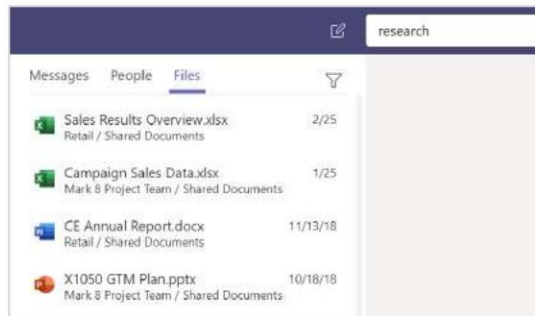 research
Messages People Files
Sales Results Overview.xlsx 2/25
Retail / Shared Documents
Campaign Sales Data.xlsx 1/25
Mark 8 Project Team / Shared Documents
CE Annual Report.docx 11/13/18
Retail / Shared Documents
X1050 GTM Plan.pptx 10/18/18
Mark 8 Project Team / Shared Documents